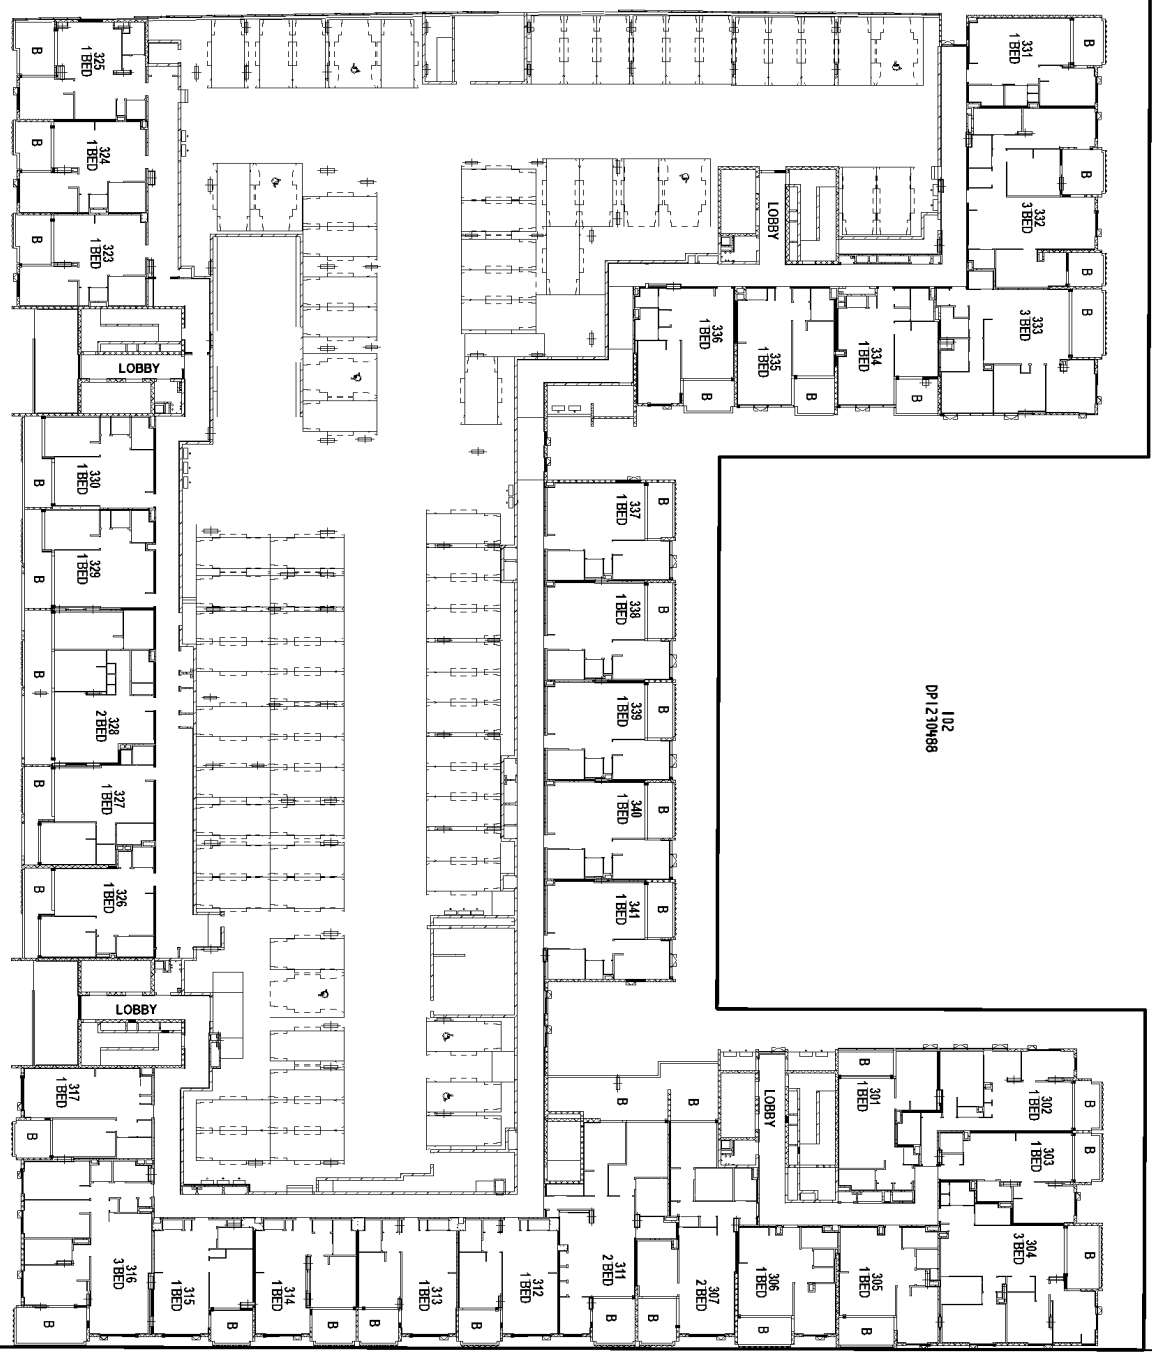 B
325
1 BED
331
1 BED
B
B
324
1 BED
B
332
3 BED
B
B
323
1 BED
LOBBY
333
3 BED
B
LOBBY
336
1 BED
B
335
1 BED
B
334
1 BED
B
330
1 BED
B
337
1 BED
B
329
1 BED
B
338
1 BED
B
328
2 BED
B
339
1 BED
B
102
DP1230488
327
1 BED
B
340
1 BED
B
326
1 BED
B
341
1 BED
B
LOBBY
317
1 BED
B
B
B
LOBBY
B
301
1 BED
302
1 BED
B
303
1 BED
B
316
3 BED
B
315
1 BED
B
314
1 BED
B
313
1 BED
B
312
1 BED
B
311
2 BED
B
307
2 BED
B
306
1 BED
B
305
1 BED
B
304
3 BED
B
B